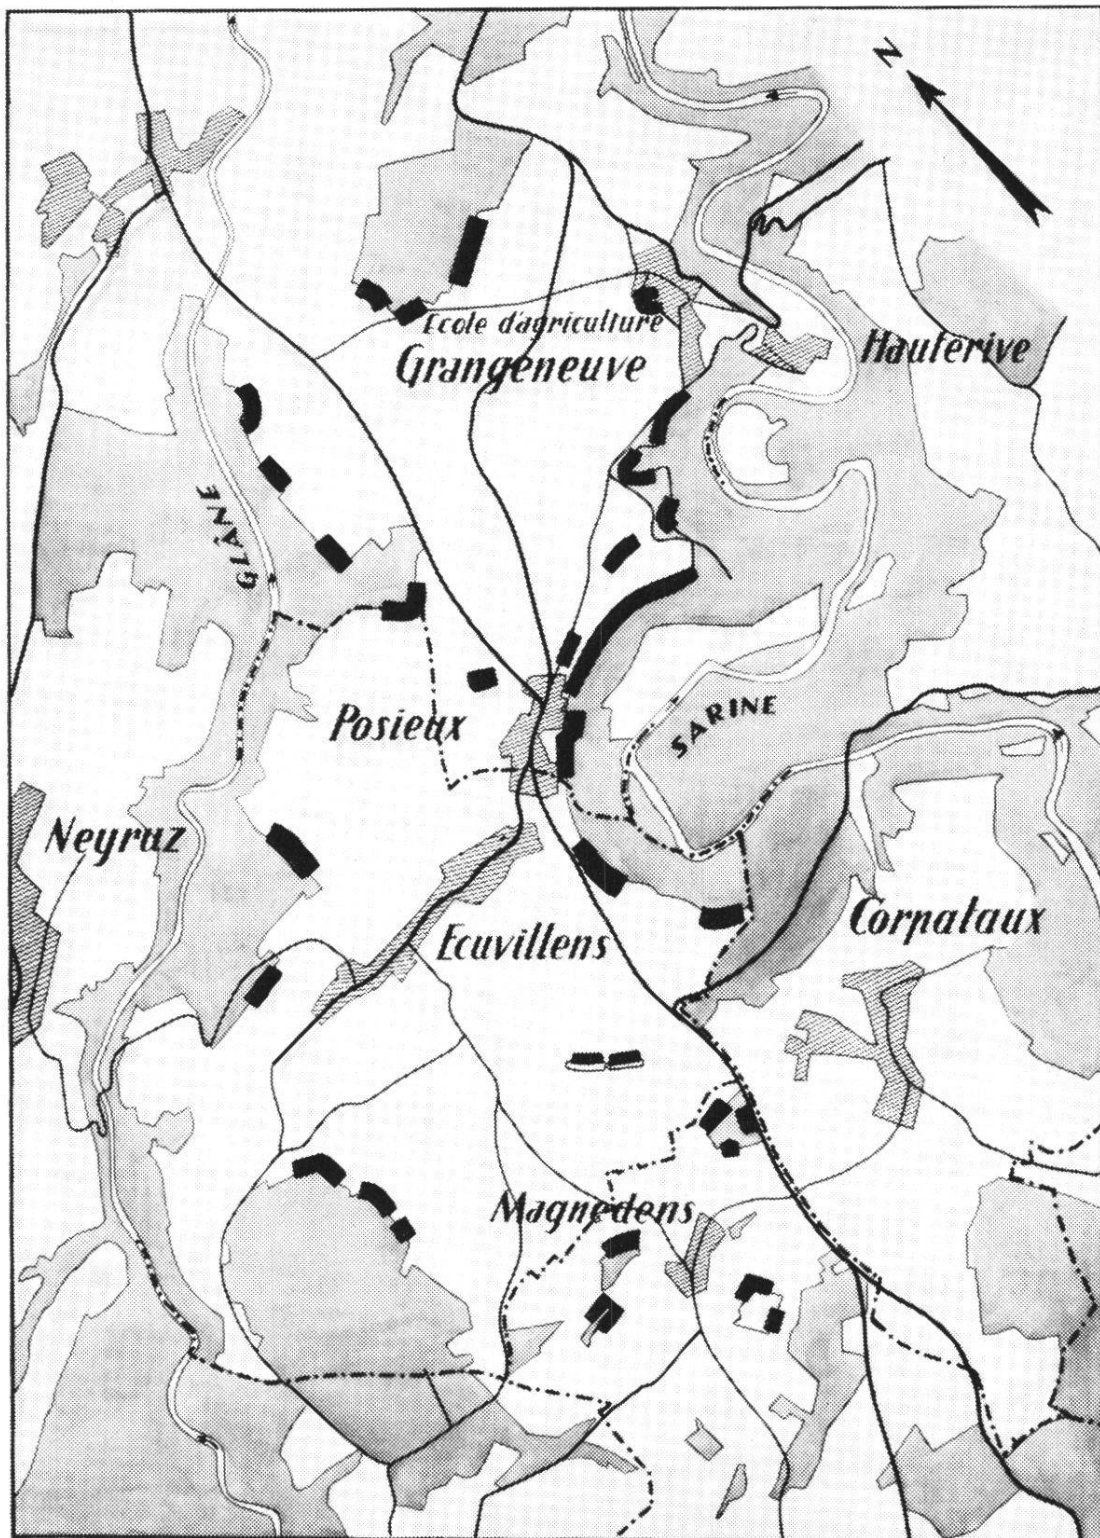 N
Ecole d'agriculture
Grangeneuve
Hauterive
GLÂNE
Posieux
SARINE
Neyruz
Ecuvillens
Corpataux
Magnedens